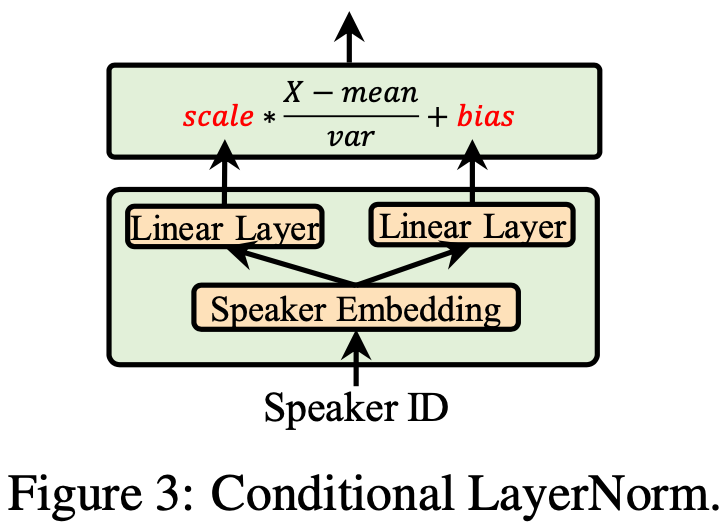 scale * X − mean / var + bias
Linear Layer
Linear Layer
Speaker Embedding
Speaker ID
Figure 3: Conditional LayerNorm.